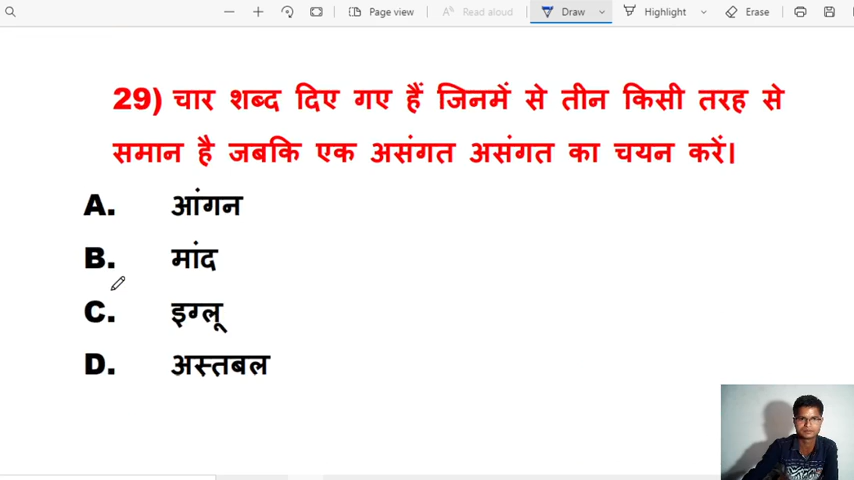 Page view
Read aloud
Draw
Highlight
Erase
29) चार शब्द दिए गए हैं जिनमें से तीन किसी तरह से
समान है जबकि एक असंगत असंगत का चयन करें।
A. आंगन
B. मांद
C. इग्लू
D. अस्तबल